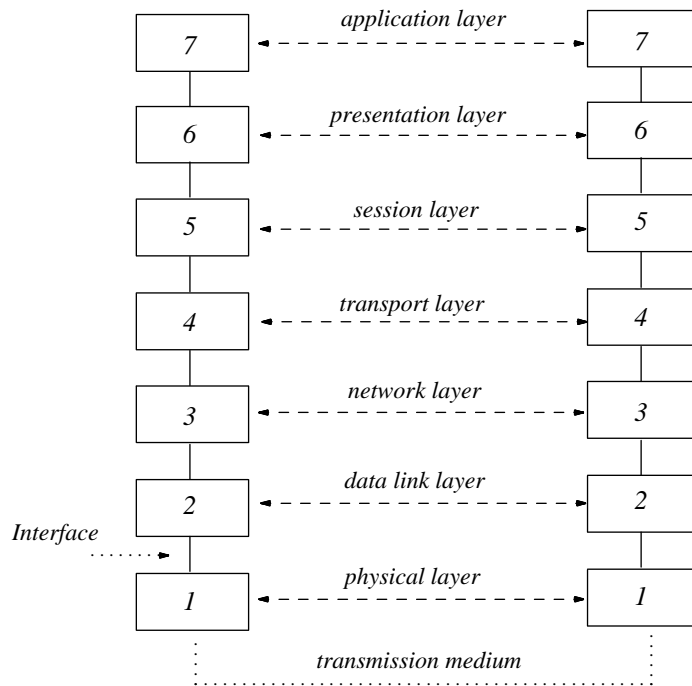 application layer
7 7
presentation layer
6 6
session layer
5 5
transport layer
4 4
network layer
3 3
data link layer
2 2
Interface
physical layer
1 1
transmission medium